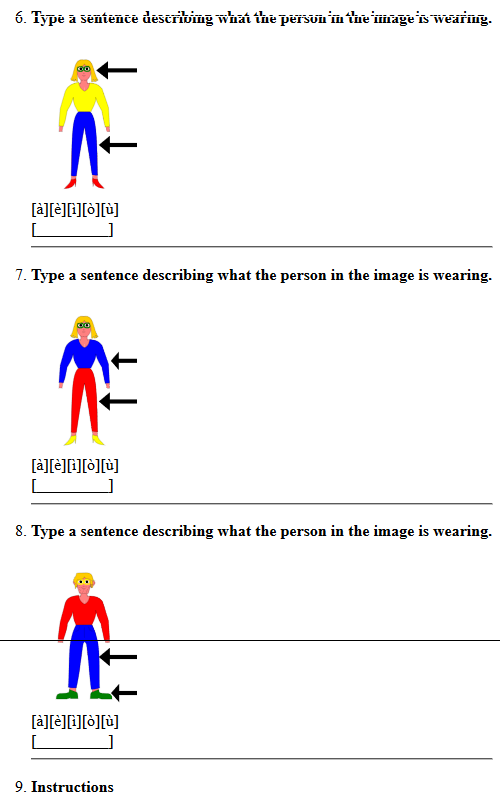 6. Type a sentence describing what the person in the image is wearing.
[à][è][ì][ò][ù]
[__________]
7. Type a sentence describing what the person in the image is wearing.
[à][è][ì][ò][ù]
[__________]
8. Type a sentence describing what the person in the image is wearing.
[à][è][ì][ò][ù]
[__________]
9. Instructions